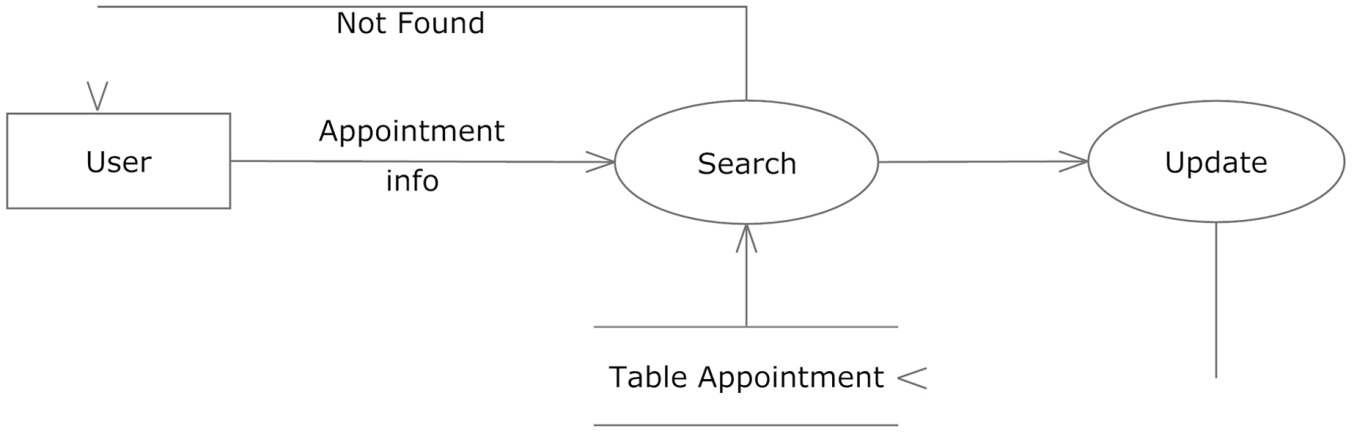 Not Found
Appointment
info
User
Search
Update
Table Appointment